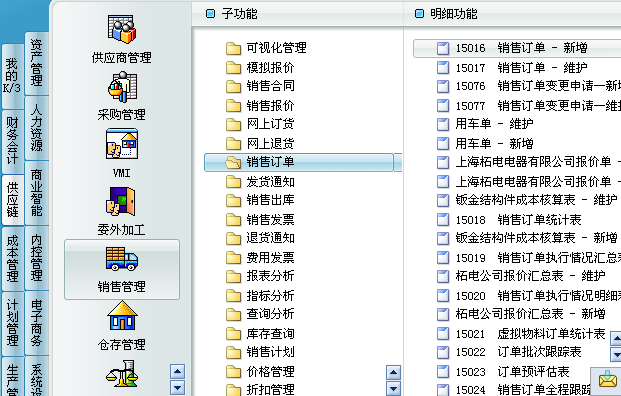 我的K/3
财务会计
供应链
成本管理
计划管理
生产管
资产管理
人力资源
商业智能
内控管理
电子商务
系统设
供应商管理
采购管理
VMI
委外加工
销售管理
仓存管理
子功能
可视化管理
模拟报价
销售合同
销售报价
网上订货
网上退货
销售订单
发货通知
销售出库
销售发票
退货通知
费用发票
报表分析
指标分析
查询分析
库存查询
销售计划
价格管理
折扣管理
明细功能
15016 销售订单 - 新增
15017 销售订单 - 维护
15076 销售订单变更申请—新增
15077 销售订单变更申请—维护
用车单 - 维护
用车单 - 新增
上海柘电电器有限公司报价单 -
上海柘电电器有限公司报价单 -
钣金结构件成本核算表 - 维护
15018 销售订单统计表
钣金结构件成本核算表 - 新增
15019 销售订单执行情况汇总表
柘电公司报价汇总表 - 维护
15020 销售订单执行情况明细表
柘电公司报价汇总表 - 新增
15021 虚拟物料订单统计表
15022 订单批次跟踪表
15023 订单预评估表
15024 销售订单全程跟踪